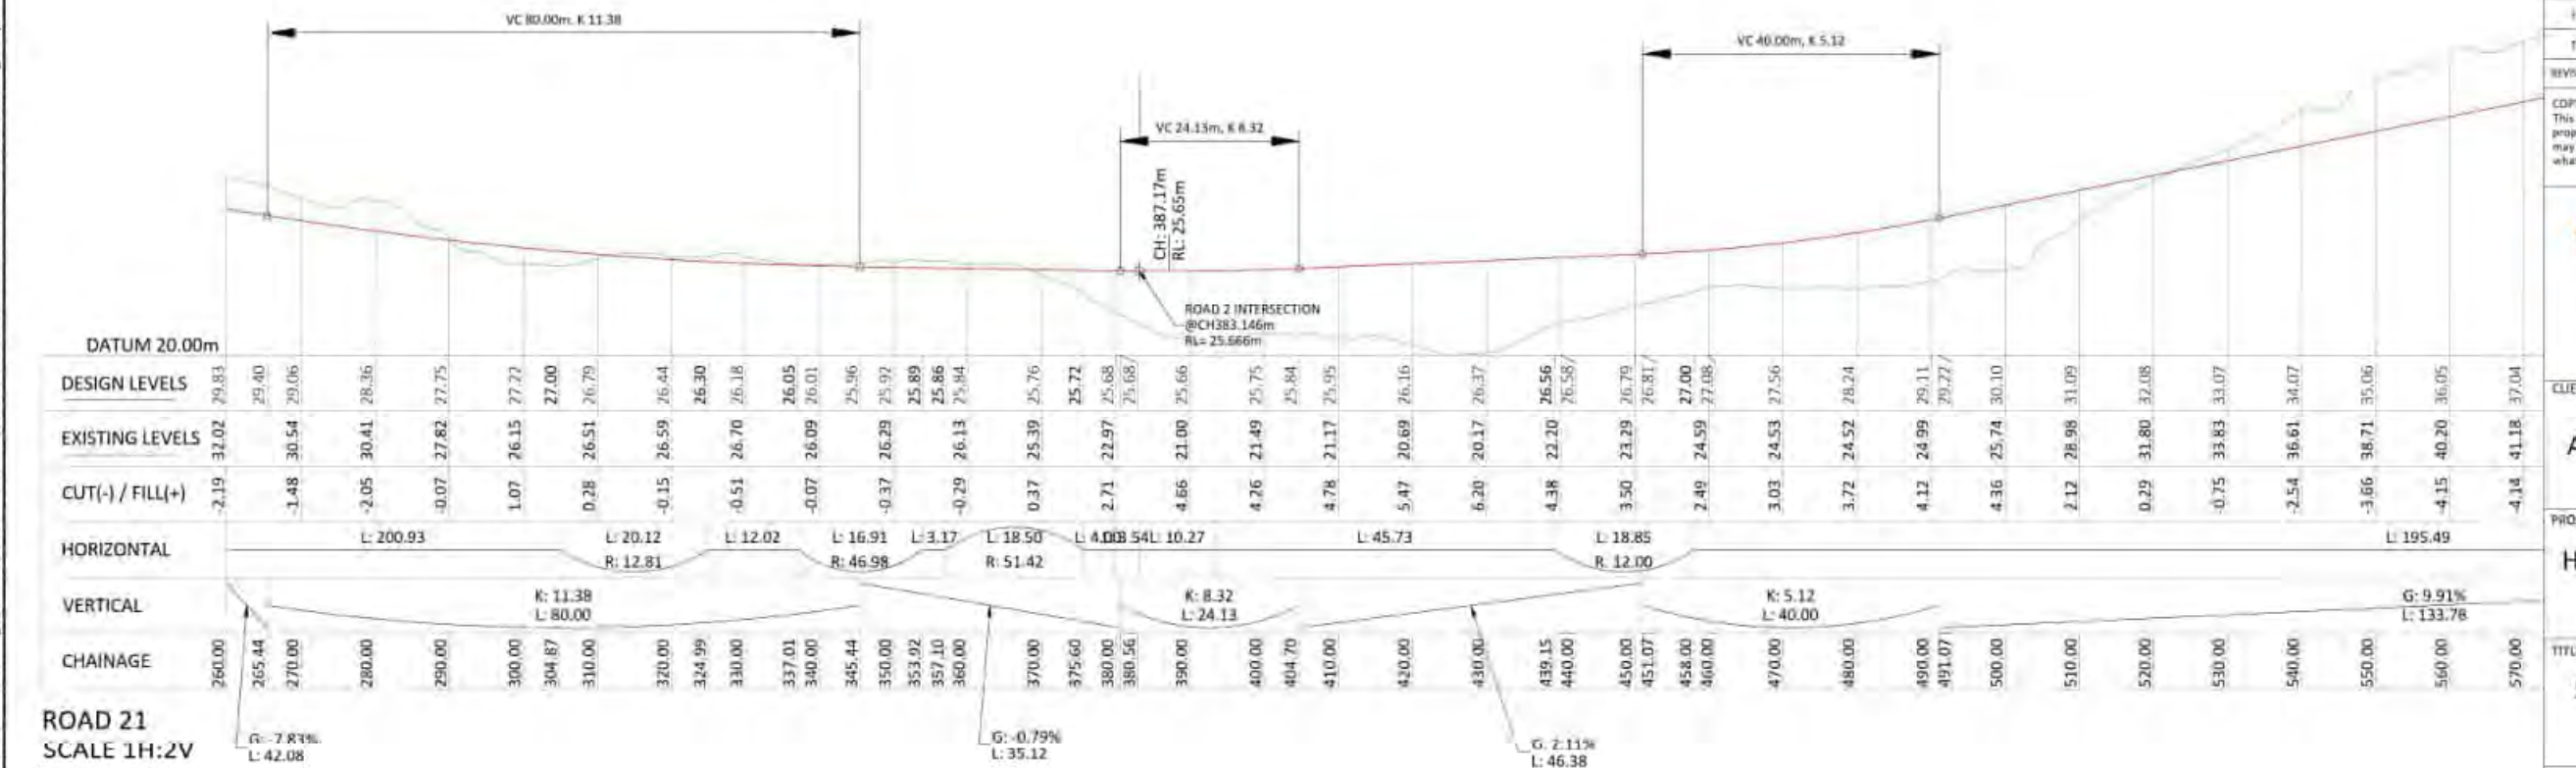 VC 80.00m, K 11.38
VC 40.00m, K 5.12
VC 24.13m, K 8.32
CH: 387.17m
RL: 25.65m
ROAD 2 INTERSECTION
@CH383.146m
RL= 25.666m
DATUM 20.00m
DESIGN LEVELS 29.83 29.40 29.06 28.36 27.75 27.22 27.00 26.79 26.44 26.30 26.18 26.05 26.01 25.96 25.92 25.89 25.86 25.84 25.76 25.72 25.68 25.68 25.66 25.75 25.84 25.95 26.16 26.37 26.56 26.58 26.79 26.81 27.00 27.08 27.56 28.24 29.11 29.22 30.10 31.09 32.08 33.07 34.07 35.06 36.05 37.04
EXISTING LEVELS 32.02 30.54 30.41 27.82 26.15 26.51 26.59 26.70 26.09 26.29 26.13 25.39 22.97 21.00 21.49 21.17 20.69 20.17 22.20 23.29 24.59 24.53 24.52 24.99 25.74 28.98 31.80 33.83 36.61 38.71 40.20 41.18
CUT(-) / FILL(+) -2.19 -1.48 -2.05 -0.07 1.07 0.28 -0.15 -0.51 -0.07 -0.37 -0.29 0.37 2.71 4.66 4.26 4.78 5.47 6.20 4.38 3.50 2.49 3.03 3.72 4.12 4.36 2.12 0.29 -0.75 -2.54 -3.66 -4.15 -4.14
HORIZONTAL
L: 200.93 L: 20.12 L: 12.02 L: 16.91 L: 3.17 L: 18.50 L: 10.27 L: 45.73 L: 18.85 L: 195.49
R: 12.81 R: 46.98 R: 51.42 R. 12.00
VERTICAL
K: 11.38 K: 8.32 K: 5.12 G: 9.91%
L: 80.00 L: 24.13 L: 40.00 L: 133.78
CHAINAGE 260.00 265.44 270.00 280.00 290.00 300.00 304.87 310.00 320.00 324.99 330.00 337.01 340.00 345.44 350.00 353.92 357.10 360.00 370.00 375.60 380.00 380.56 390.00 400.00 404.70 410.00 420.00 430.00 439.15 440.00 450.00 451.07 458.00 460.00 470.00 480.00 490.00 491.07 500.00 510.00 520.00 530.00 540.00 550.00 560.00 570.00
ROAD 21
SCALE 1H:2V
G: -7.83%
L: 42.08
G: -0.79%
L: 35.12
G. 2.11%
L: 46.38
This
may